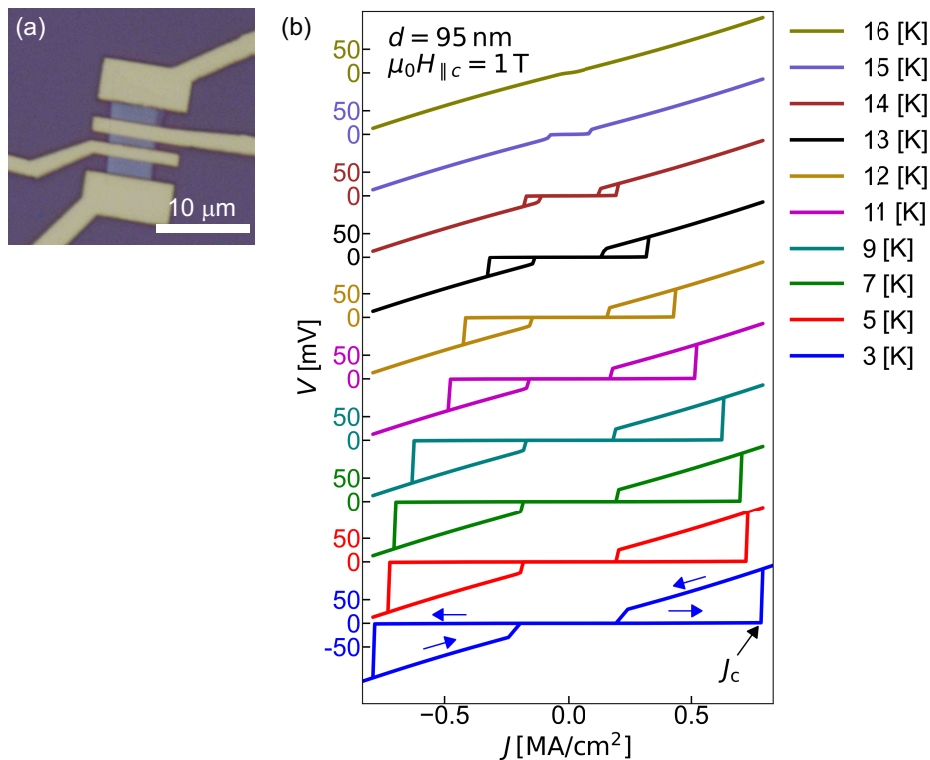 (a)
10 μm
(b)
d = 95 nm
μ₀H∥c = 1 T
50
0
50
0
50
0
50
0
50
0
50
0
50
0
50
0
50
0
50
0
-50
V [mV]
Jc
−0.5
0.0
0.5
J [MA/cm²]
16 [K]
15 [K]
14 [K]
13 [K]
12 [K]
11 [K]
9 [K]
7 [K]
5 [K]
3 [K]